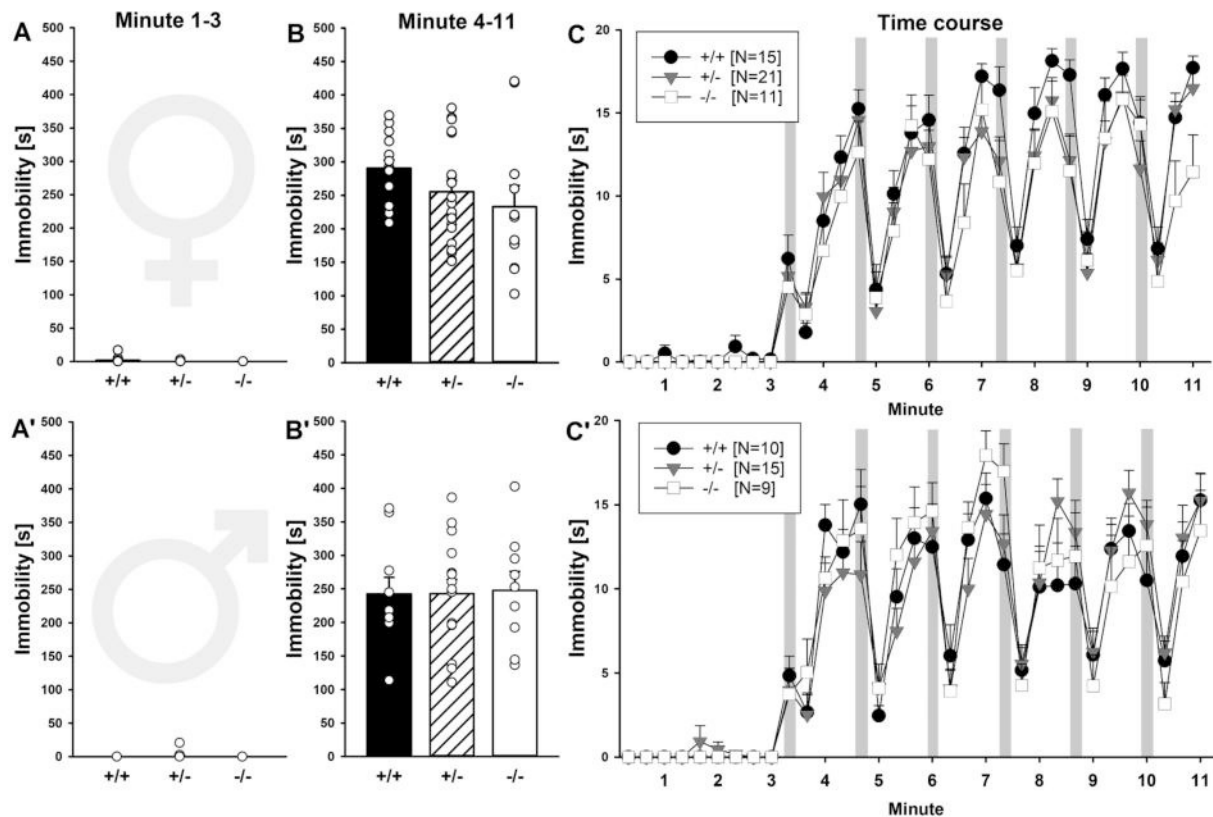 A Minute 1-3
Immobility [s]
500
450
400
350
300
250
200
150
100
50
0
+/+ +/- -/-
B Minute 4-11
Immobility [s]
500
450
400
350
300
250
200
150
100
50
0
+/+ +/- -/-
C Time course
+/+ [N=15]
+/- [N=21]
-/- [N=11]
Immobility [s]
20
15
10
5
0
1 2 3 4 5 6 7 8 9 10 11
Minute
A'
Immobility [s]
500
450
400
350
300
250
200
150
100
50
0
+/+ +/- -/-
B'
Immobility [s]
500
450
400
350
300
250
200
150
100
50
0
+/+ +/- -/-
C'
+/+ [N=10]
+/- [N=15]
-/- [N=9]
Immobility [s]
20
15
10
5
0
1 2 3 4 5 6 7 8 9 10 11
Minute